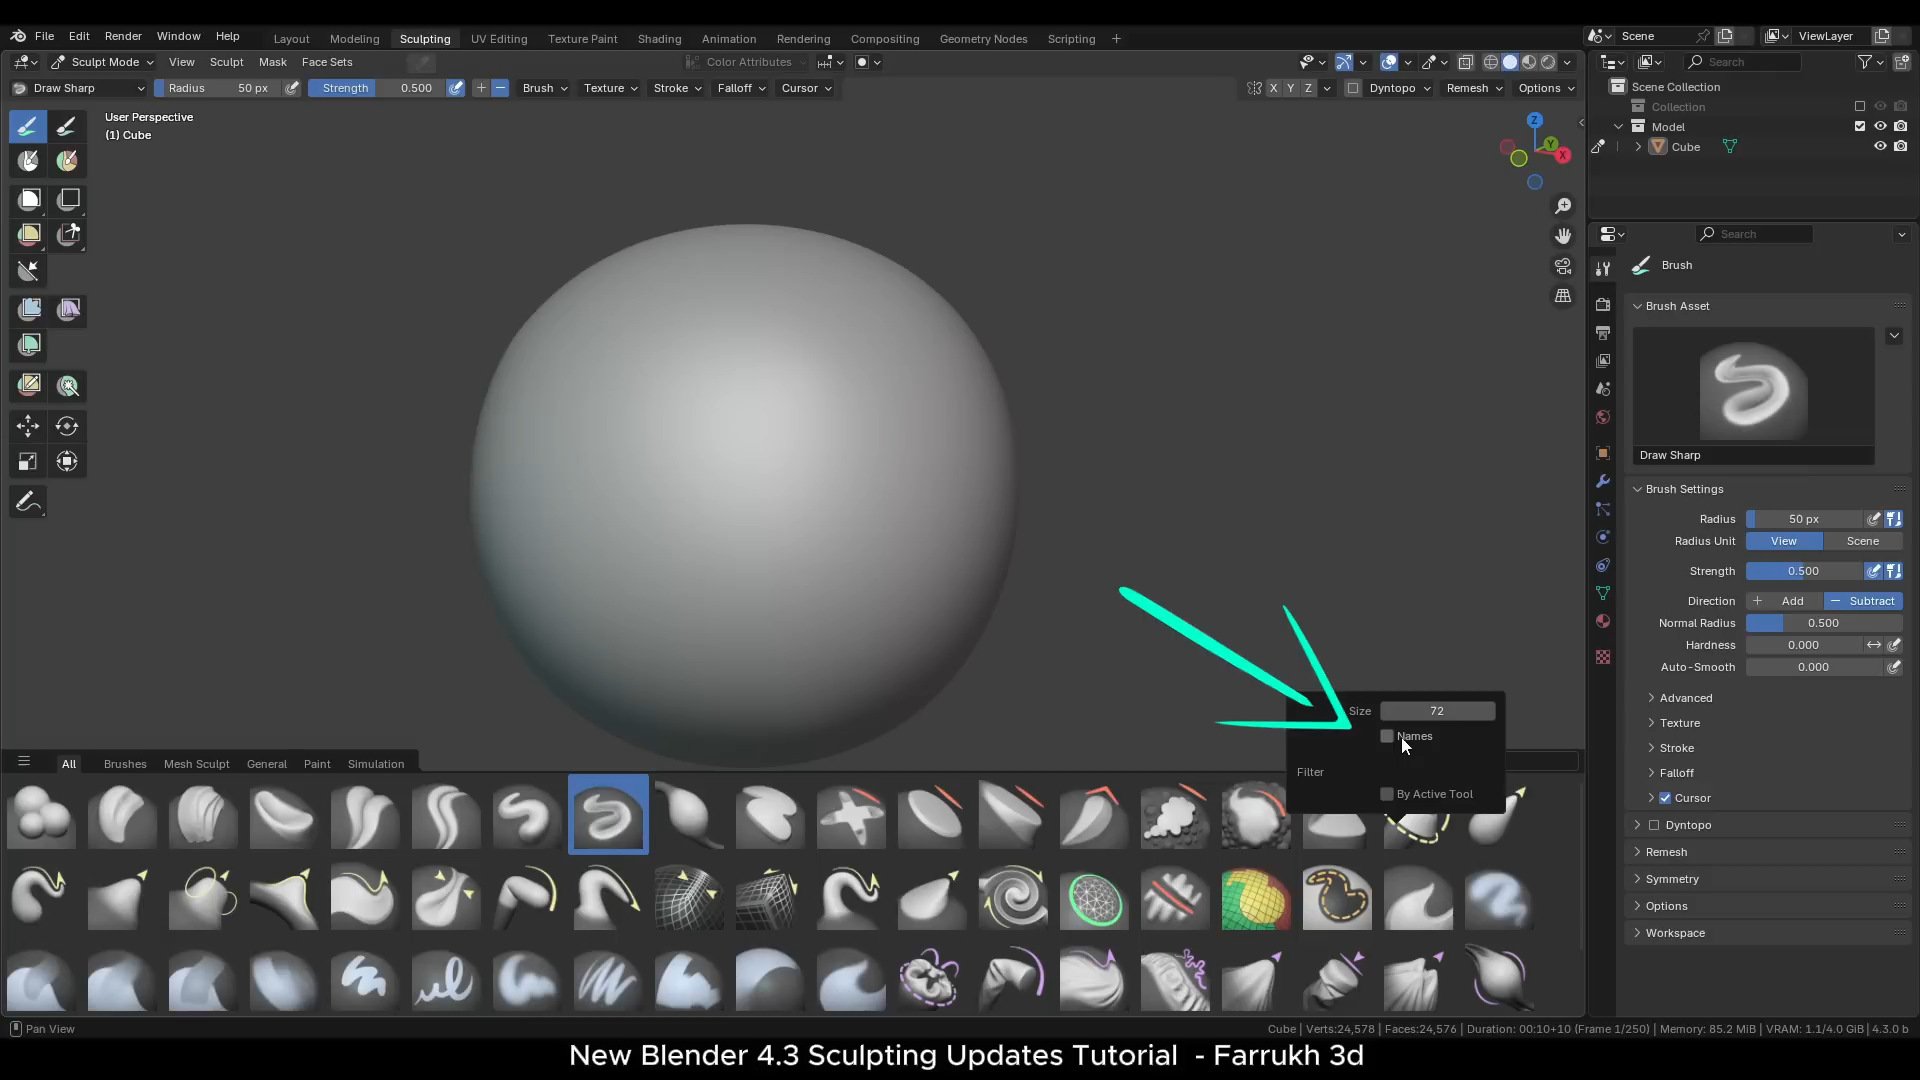 File Edit Render Window Help
Layout Modeling Sculpting UV Editing Texture Paint Shading Animation Rendering Compositing Geometry Nodes Scripting +
Scene
ViewLayer
Sculpt Mode View Sculpt Mask Face Sets
Color Attributes
Search
Draw Sharp Radius 50 px Strength 0.500 + − Brush Texture Stroke Falloff Cursor
X Y Z Dyntopo Remesh Options
User Perspective
(1) Cube
Z
Y
X
Scene Collection
Collection
Model
Cube
Search
Brush
Brush Asset
Draw Sharp
Brush Settings
Radius 50 px
Radius Unit View Scene
Strength 0.500
Direction + Add − Subtract
Normal Radius 0.500
Hardness 0.000
Auto-Smooth 0.000
Advanced
Texture
Stroke
Falloff
Cursor
Dyntopo
Remesh
Symmetry
Options
Workspace
Size 72
Names
Filter
By Active Tool
All Brushes Mesh Sculpt General Paint Simulation
Pan View
Cube | Verts:24,578 | Faces:24,576 | Duration: 00:10+10 (Frame 1/250) | Memory: 85.2 MiB | VRAM: 1.1/4.0 GiB | 4.3.0 b
New Blender 4.3 Sculpting Updates Tutorial - Farrukh 3d